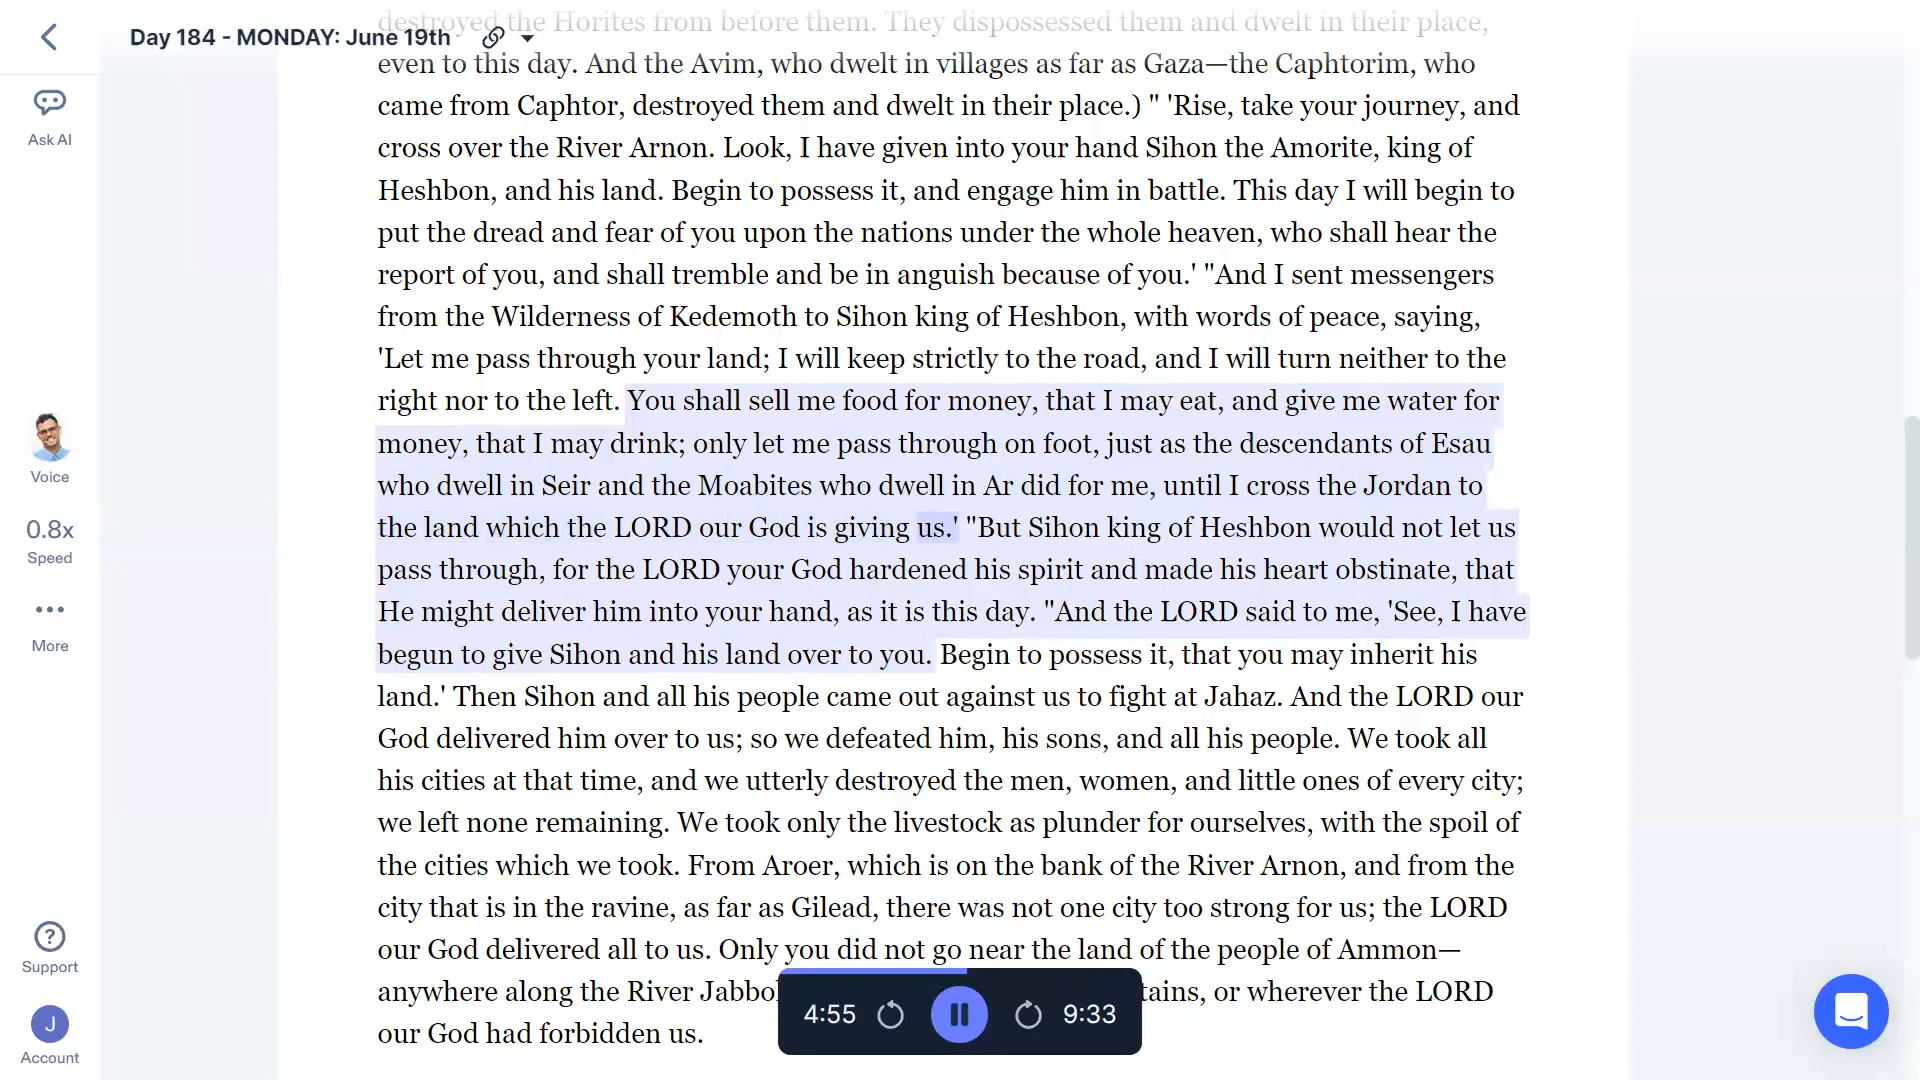 destroyed the Horites from before them. They dispossessed them and dwelt in their place,
Day 184 - MONDAY: June 19th
even to this day. And the Avim, who dwelt in villages as far as Gaza—the Caphtorim, who
came from Caphtor, destroyed them and dwelt in their place.) " 'Rise, take your journey, and
Ask AI
cross over the River Arnon. Look, I have given into your hand Sihon the Amorite, king of
Heshbon, and his land. Begin to possess it, and engage him in battle. This day I will begin to
put the dread and fear of you upon the nations under the whole heaven, who shall hear the
report of you, and shall tremble and be in anguish because of you.' "And I sent messengers
from the Wilderness of Kedemoth to Sihon king of Heshbon, with words of peace, saying,
'Let me pass through your land; I will keep strictly to the road, and I will turn neither to the
right nor to the left. You shall sell me food for money, that I may eat, and give me water for
money, that I may drink; only let me pass through on foot, just as the descendants of Esau
Voice
who dwell in Seir and the Moabites who dwell in Ar did for me, until I cross the Jordan to
the land which the LORD our God is giving us.' "But Sihon king of Heshbon would not let us
0.8x
Speed
pass through, for the LORD your God hardened his spirit and made his heart obstinate, that
He might deliver him into your hand, as it is this day. "And the LORD said to me, 'See, I have
More
begun to give Sihon and his land over to you. Begin to possess it, that you may inherit his
land.' Then Sihon and all his people came out against us to fight at Jahaz. And the LORD our
God delivered him over to us; so we defeated him, his sons, and all his people. We took all
his cities at that time, and we utterly destroyed the men, women, and little ones of every city;
we left none remaining. We took only the livestock as plunder for ourselves, with the spoil of
the cities which we took. From Aroer, which is on the bank of the River Arnon, and from the
city that is in the ravine, as far as Gilead, there was not one city too strong for us; the LORD
our God delivered all to us. Only you did not go near the land of the people of Ammon—
Support
anywhere along the River Jabbo tains, or wherever the LORD
4:55 9:33
J
our God had forbidden us.
Account